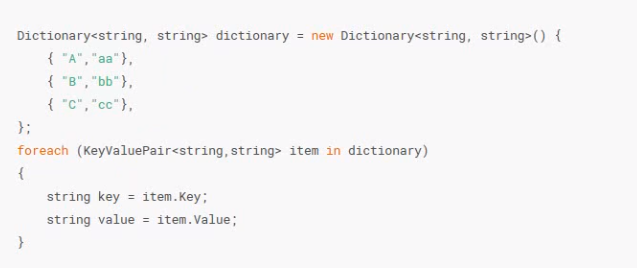 Dictionary<string, string> dictionary = new Dictionary<string, string>() {
    { "A","aa"},
    { "B","bb"},
    { "C","cc"},
};
foreach (KeyValuePair<string,string> item in dictionary)
{
    string key = item.Key;
    string value = item.Value;
}